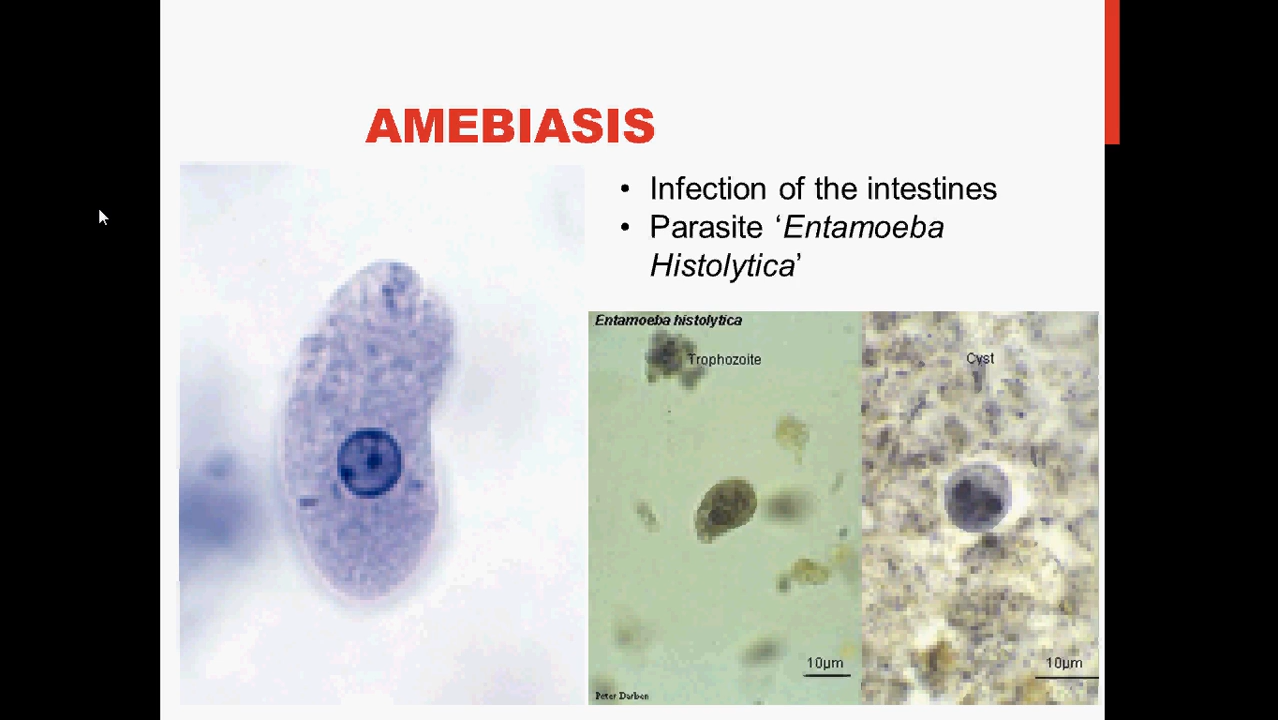 AMEBIASIS
• Infection of the intestines
• Parasite ‘Entamoeba
Histolytica’
Entamoeba histolytica
Trophozoite
Cyst
10µm
10µm
Peter Darben